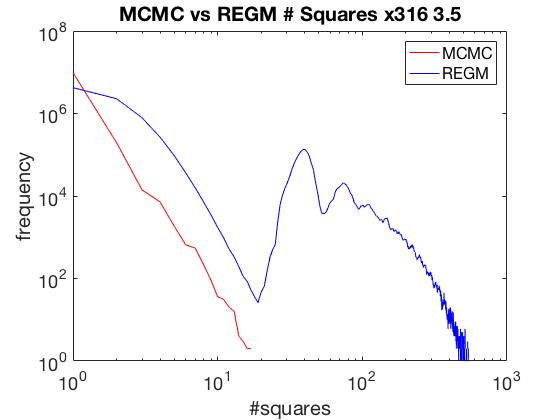 MCMC vs REGM # Squares x316 3.5
10^8
10^6
10^4
10^2
10^0
frequency
MCMC
REGM
10^0 10^1 10^2 10^3
#squares